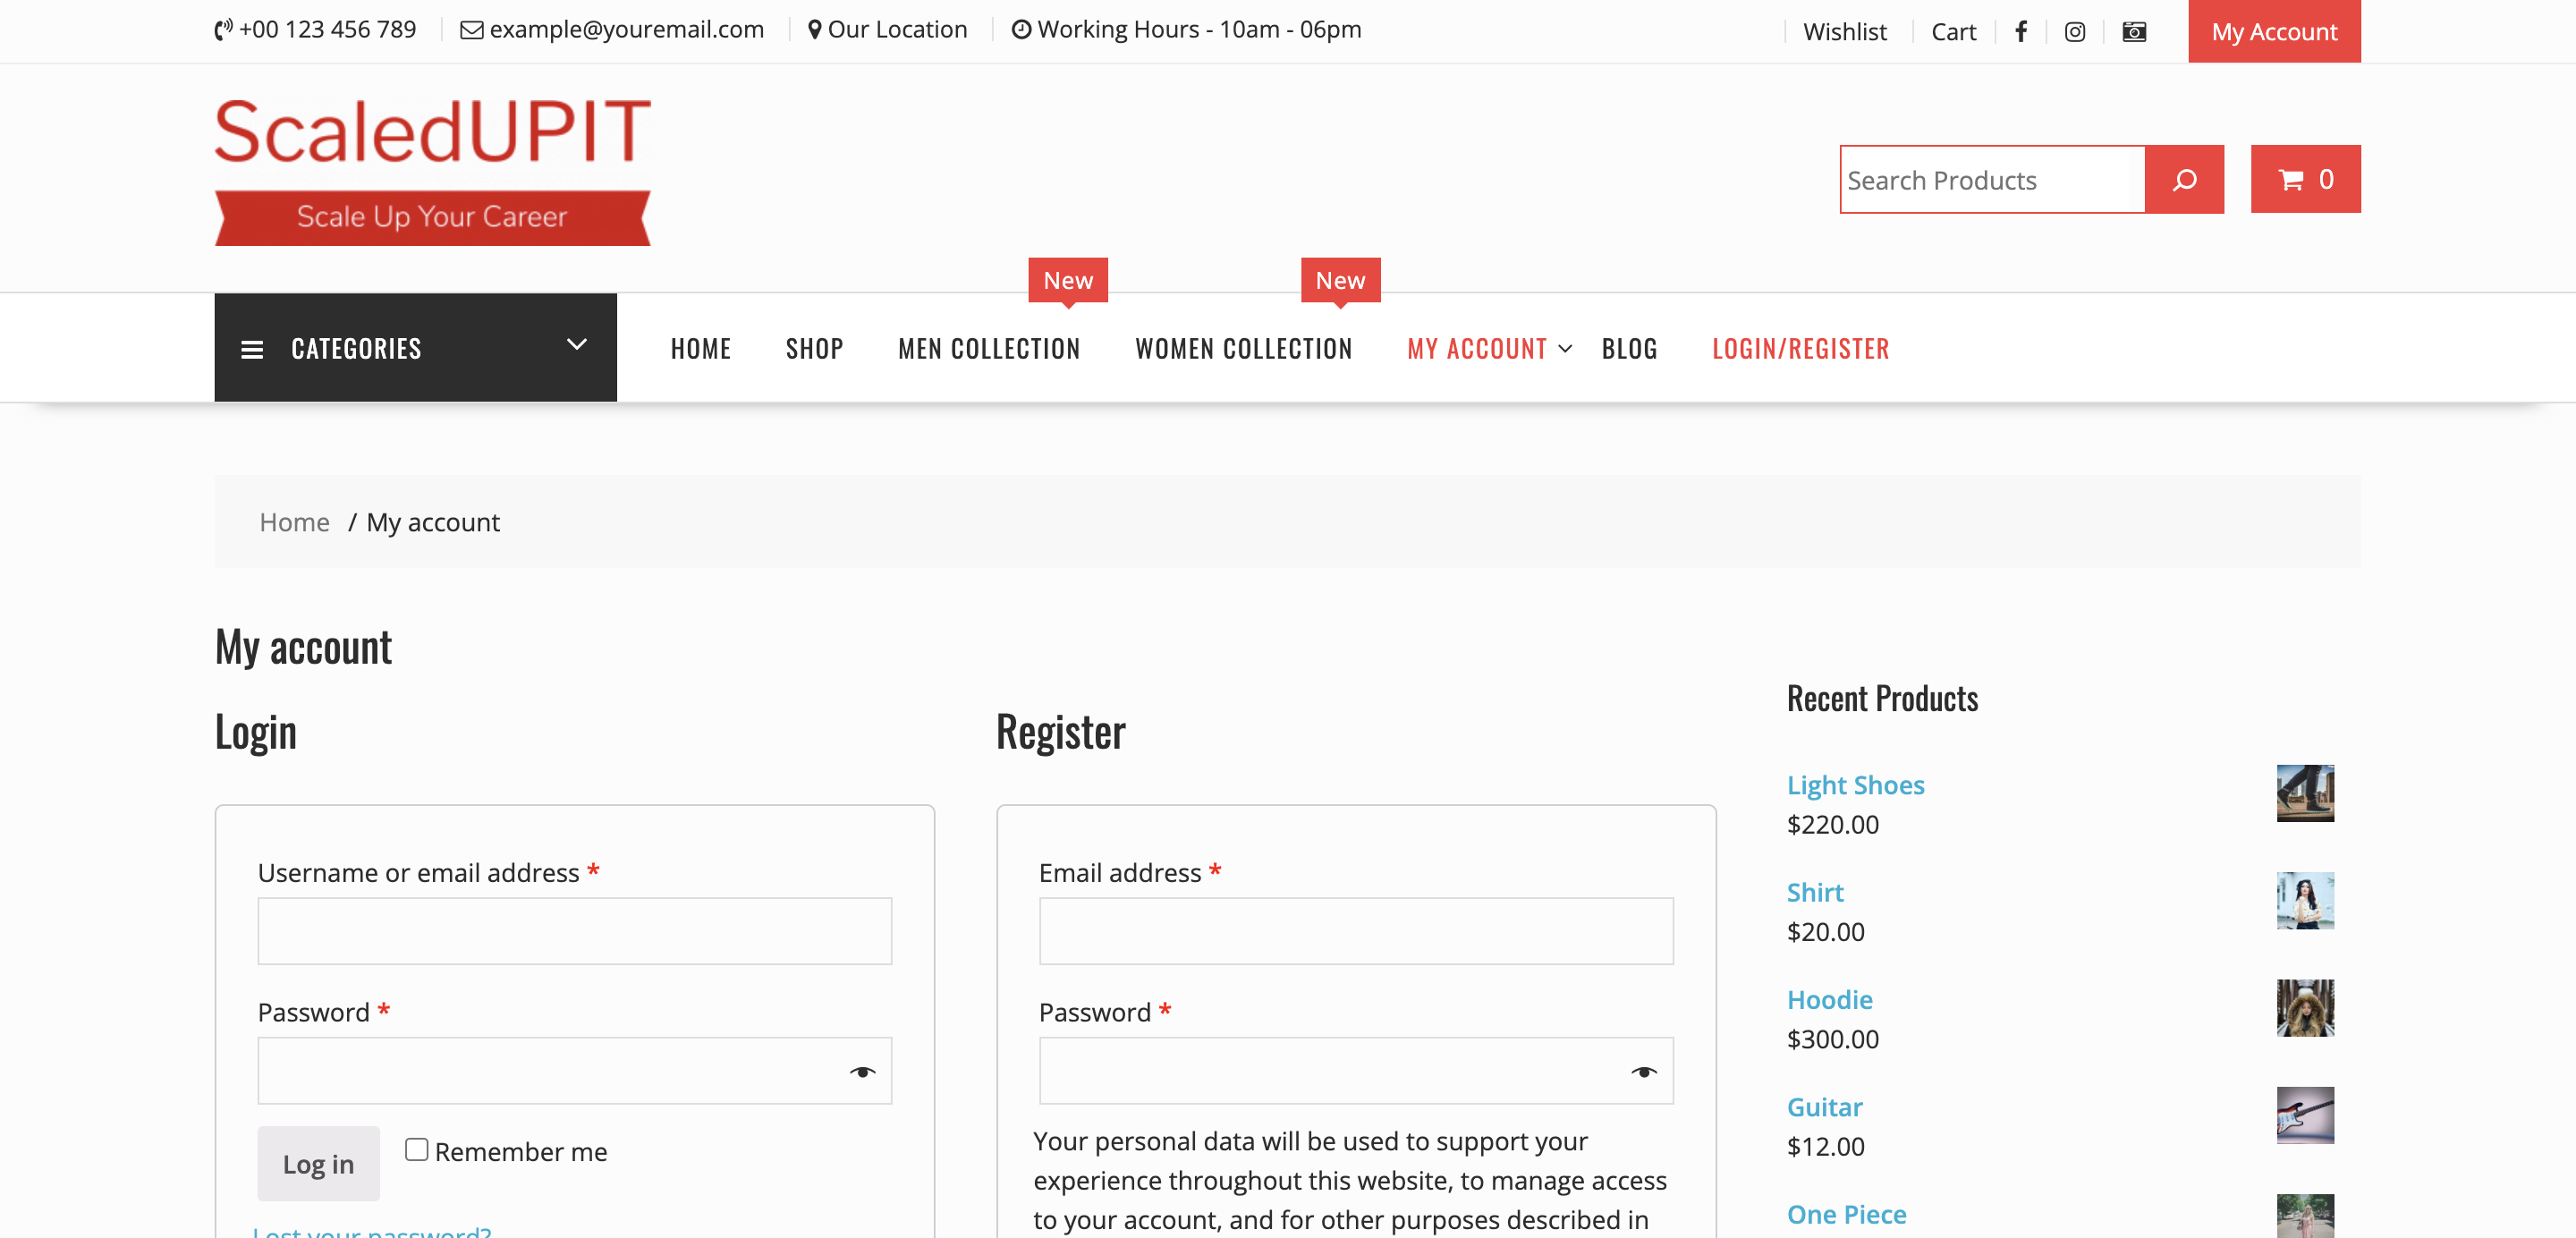 +00 123 456 789
example@youremail.com
Our Location
Working Hours - 10am - 06pm
Wishlist
Cart
My Account
ScaledUPIT
Scale Up Your Career
Search Products
0
New
New
CATEGORIES
HOME
SHOP
MEN COLLECTION
WOMEN COLLECTION
MY ACCOUNT
BLOG
LOGIN/REGISTER
Home / My account
My account
Login
Username or email address *
Password *
Log in
Remember me
Lost your password?
Register
Email address *
Password *
Your personal data will be used to support your
experience throughout this website, to manage access
to your account, and for other purposes described in
Recent Products
Light Shoes
$220.00
Shirt
$20.00
Hoodie
$300.00
Guitar
$12.00
One Piece